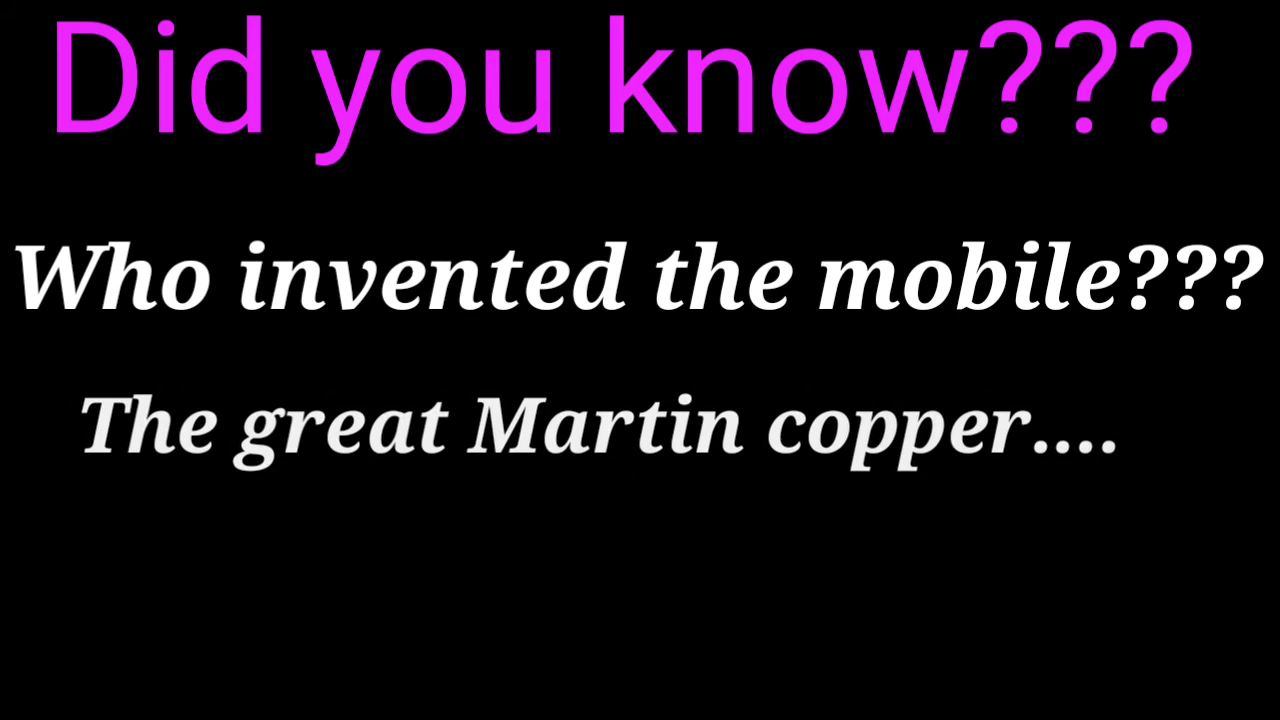 Did you know???
Who invented the mobile???
The great Martin copper....